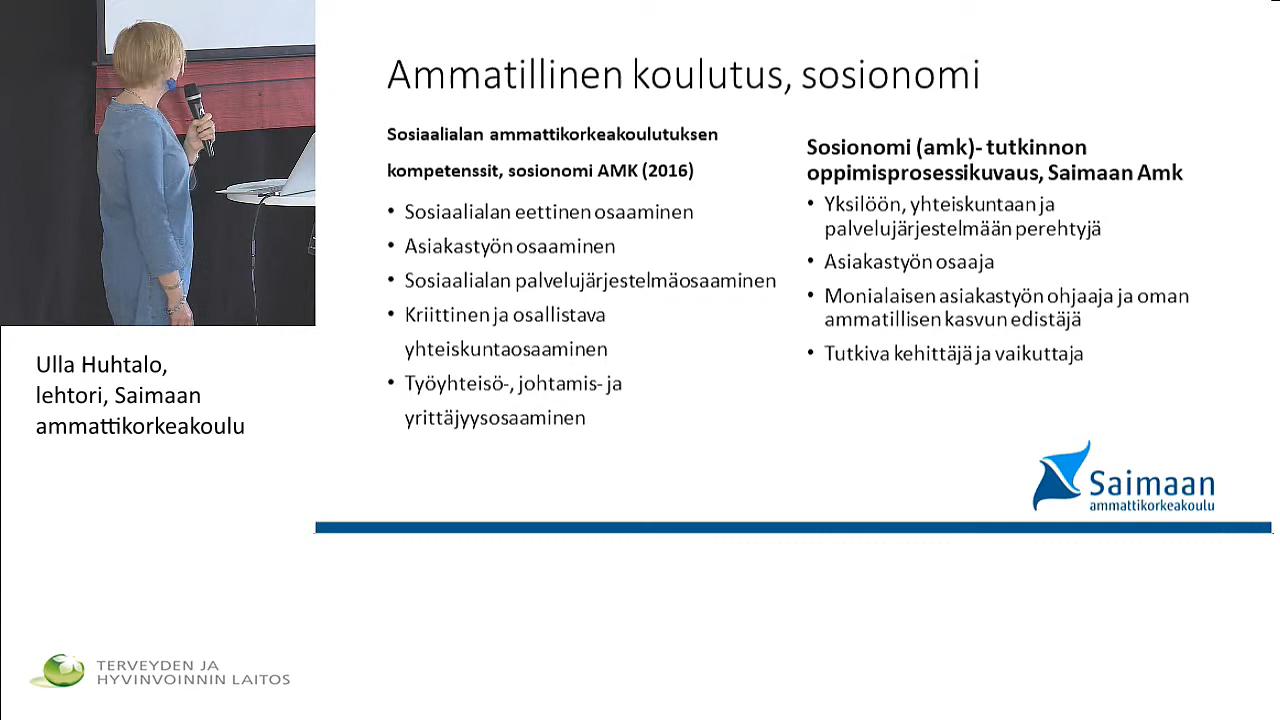 Ammatillinen koulutus, sosionomi
Sosiaalialan ammattikorkeakoulutuksen
kompetenssit, sosionomi AMK (2016)
• Sosiaalialan eettinen osaaminen
• Asiakastyön osaaminen
• Sosiaalialan palvelujärjestelmäosaaminen
• Kriittinen ja osallistava
yhteiskuntaosaaminen
• Työyhteisö-, johtamis- ja
yrittäjyysosaaminen
Sosionomi (amk)- tutkinnon
oppimisprosessikuvaus, Saimaan Amk
• Yksilöön, yhteiskuntaan ja
palvelujärjestelmään perehtyjä
• Asiakastyön osaaja
• Monialaisen asiakastyön ohjaaja ja oman
ammatillisen kasvun edistäjä
• Tutkiva kehittäjä ja vaikuttaja
Saimaan
ammattikorkeakoulu
Ulla Huhtalo,
lehtori, Saimaan
ammattikorkeakoulu
TERVEYDEN JA
HYVINVOINNIN LAITOS